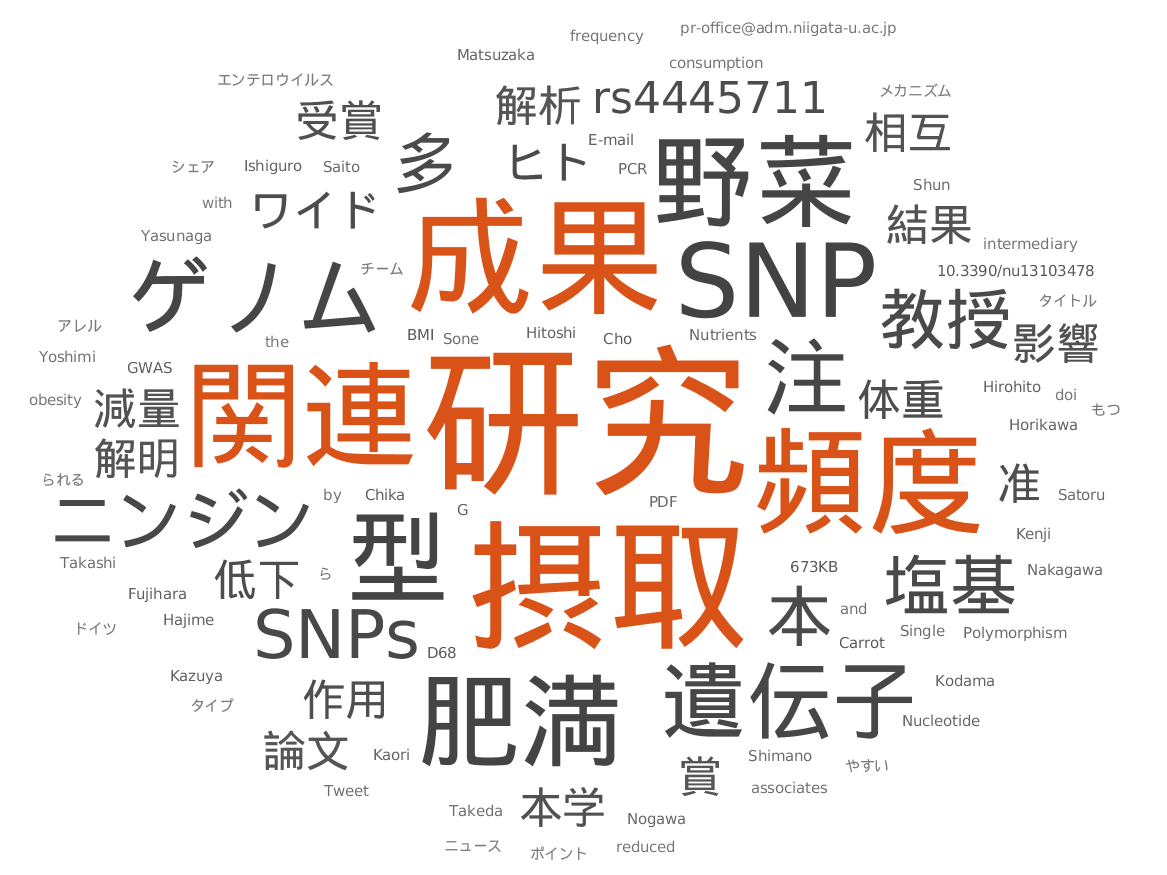 pr-office@adm.niigata-u.ac.jp
frequency
Matsuzaka
consumption
エンテロウイルス
解析
rs4445711
メカニズム
受賞
相互
多
ヒト
E-mail
PCR
野菜
シェア
Ishiguro
Saito
Shun
with
ワイド
成果
結果
Yasunaga
intermediary
ゲノム
チーム
SNP
10.3390/nu13103478
教授
タイトル
アレル
the
BMI
Sone
Hitoshi
Cho
Nutrients
影響
Yoshimi
GWAS
関連
研究
注
体重
Hirohito
doi
obesity
減量
もつ
Horikawa
解明
頻度
られる
准
Satoru
ニンジン
by
Chika
G
PDF
型
摂取
Kenji
Takashi
低下
ら
673KB
塩基
Nakagawa
Fujihara
本
and
Hajime
SNPs
D68
Carrot
Single
Polymorphism
ドイツ
Kazuya
肥満
遺伝子
Kodama
タイプ
作用
Nucleotide
論文
Kaori
Shimano
やすい
賞
Tweet
associates
Takeda
本学
Nogawa
ニュース
ポイント
reduced